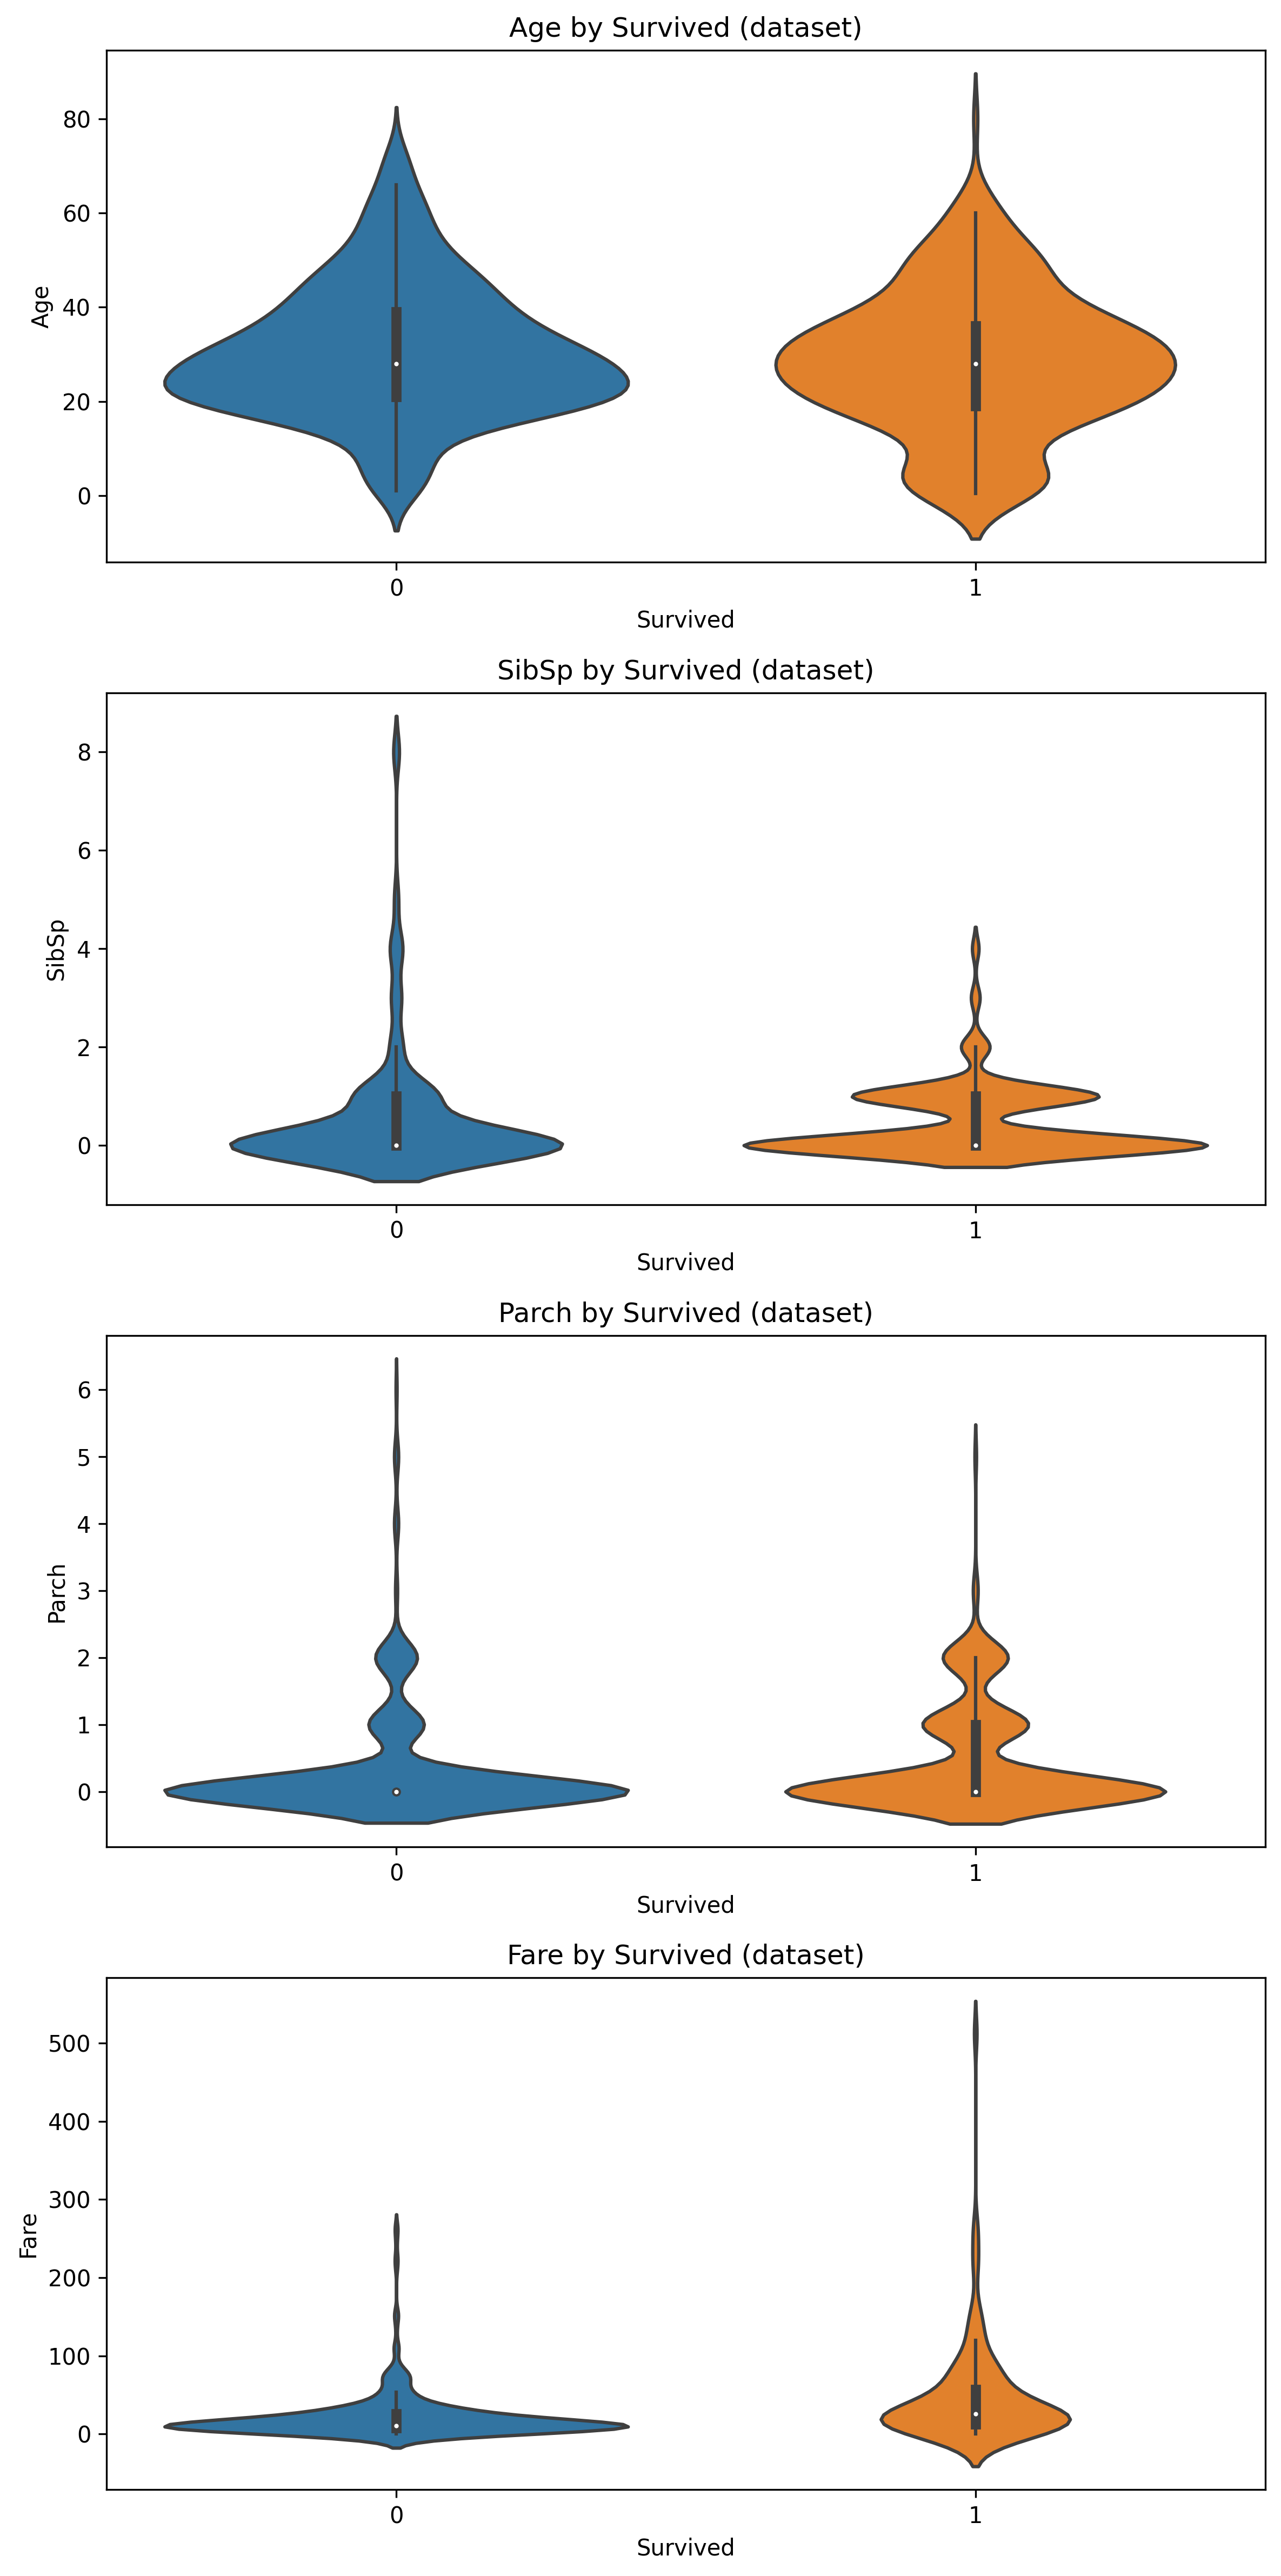 Age by Survived (dataset)
80
60
40
20
0
Age
0 1
Survived
SibSp by Survived (dataset)
8
6
4
2
0
SibSp
0 1
Survived
Parch by Survived (dataset)
6
5
4
3
2
1
0
Parch
0 1
Survived
Fare by Survived (dataset)
500
400
300
200
100
0
Fare
0 1
Survived